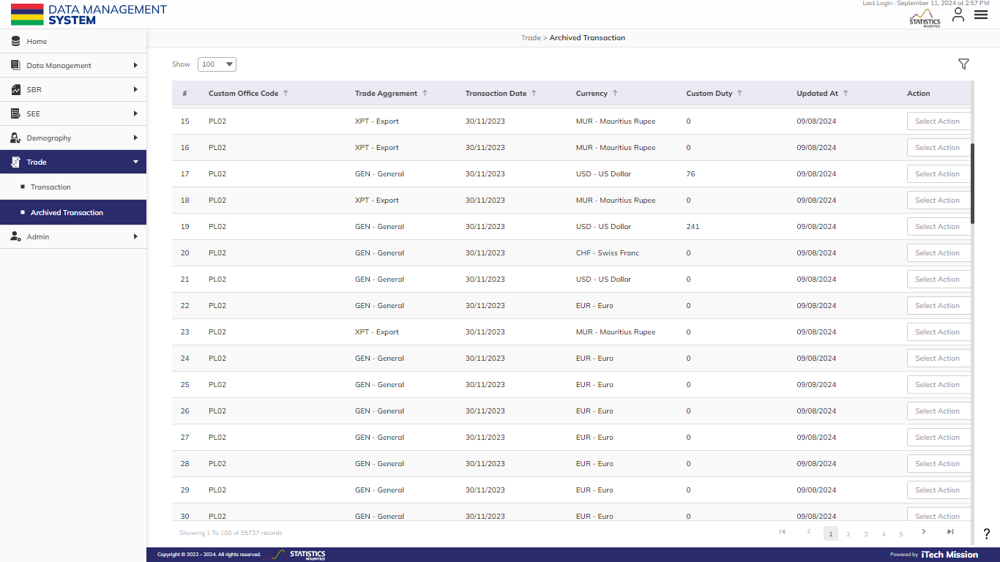 DATA MANAGEMENT
SYSTEM
Last Login : September 11, 2024 at 2:57 PM
STATISTICS
MAURITIUS
Home
Data Management
SBR
SEE
Demography
Trade
Transaction
Archived Transaction
Admin
Trade > Archived Transaction
Show 100
# Custom Office Code Trade Aggrement Transaction Date Currency Custom Duty Updated At Action
15 PL02 XPT - Export 30/11/2023 MUR - Mauritius Rupee 0 09/08/2024 Select Action
16 PL02 XPT - Export 30/11/2023 MUR - Mauritius Rupee 0 09/08/2024 Select Action
17 PL02 GEN - General 30/11/2023 USD - US Dollar 76 09/08/2024 Select Action
18 PL02 XPT - Export 30/11/2023 MUR - Mauritius Rupee 0 09/08/2024 Select Action
19 PL02 GEN - General 30/11/2023 USD - US Dollar 241 09/08/2024 Select Action
20 PL02 GEN - General 30/11/2023 CHF - Swiss Franc 0 09/08/2024 Select Action
21 PL02 GEN - General 30/11/2023 USD - US Dollar 0 09/08/2024 Select Action
22 PL02 GEN - General 30/11/2023 EUR - Euro 0 09/08/2024 Select Action
23 PL02 XPT - Export 30/11/2023 MUR - Mauritius Rupee 0 09/08/2024 Select Action
24 PL02 GEN - General 30/11/2023 EUR - Euro 0 09/08/2024 Select Action
25 PL02 GEN - General 30/11/2023 EUR - Euro 0 09/08/2024 Select Action
26 PL02 GEN - General 30/11/2023 EUR - Euro 0 09/08/2024 Select Action
27 PL02 GEN - General 30/11/2023 EUR - Euro 0 09/08/2024 Select Action
28 PL02 GEN - General 30/11/2023 EUR - Euro 0 09/08/2024 Select Action
29 PL02 GEN - General 30/11/2023 EUR - Euro 0 09/08/2024 Select Action
30 PL02 GEN - General 30/11/2023 EUR - Euro 0 09/08/2024 Select Action
Showing 1 To 100 of 55737 records
1 2 3 4 5
?
Copyright © 2022 - 2024. All rights reserved.
STATISTICS
MAURITIUS
Powered by iTech Mission